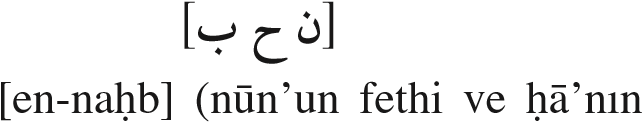 [ن ح ب]
[en-naḥb] (nūn’un fethi ve ḥā’nın